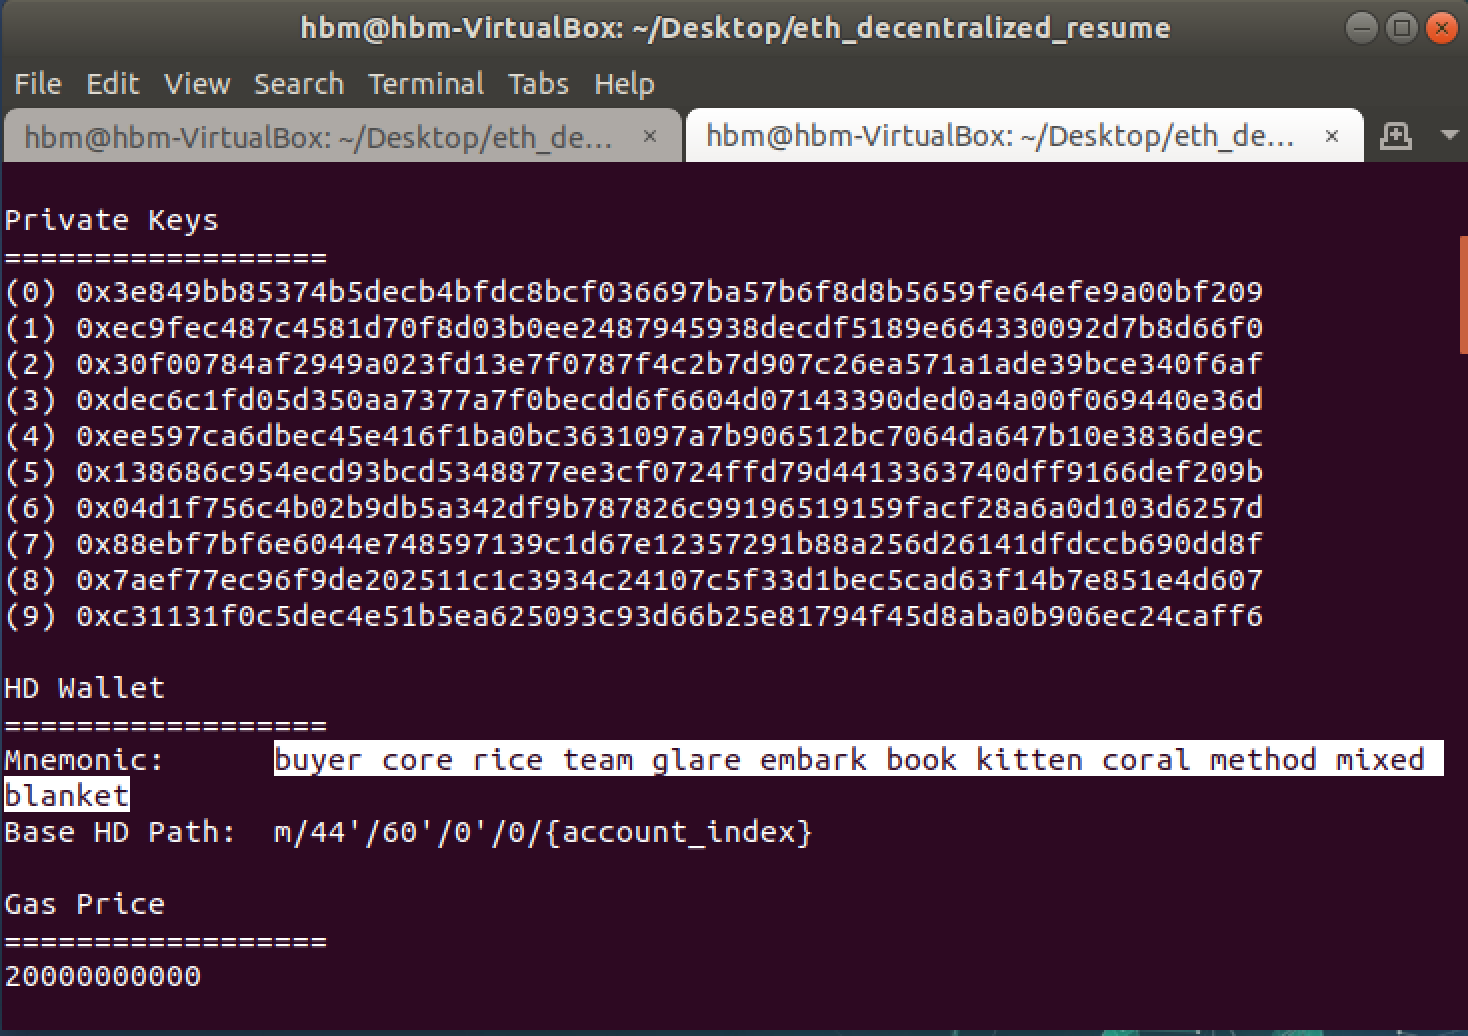 hbm@hbm-VirtualBox: ~/Desktop/eth_decentralized_resume
File Edit View Search Terminal Tabs Help
hbm@hbm-VirtualBox: ~/Desktop/eth_de... × hbm@hbm-VirtualBox: ~/Desktop/eth_de... ×
Private Keys
==================
(0) 0x3e849bb85374b5decb4bfdc8bcf036697ba57b6f8d8b5659fe64efe9a00bf209
(1) 0xec9fec487c4581d70f8d03b0ee2487945938decdf5189e664330092d7b8d66f0
(2) 0x30f00784af2949a023fd13e7f0787f4c2b7d907c26ea571a1ade39bce340f6af
(3) 0xdec6c1fd05d350aa7377a7f0becdd6f6604d07143390ded0a4a00f069440e36d
(4) 0xee597ca6dbec45e416f1ba0bc3631097a7b906512bc7064da647b10e3836de9c
(5) 0x138686c954ecd93bcd5348877ee3cf0724ffd79d4413363740dff9166def209b
(6) 0x04d1f756c4b02b9db5a342df9b787826c99196519159facf28a6a0d103d6257d
(7) 0x88ebf7bf6e6044e748597139c1d67e12357291b88a256d26141dfdccb690dd8f
(8) 0x7aef77ec96f9de202511c1c3934c24107c5f33d1bec5cad63f14b7e851e4d607
(9) 0xc31131f0c5dec4e51b5ea625093c93d66b25e81794f45d8aba0b906ec24caff6
HD Wallet
==================
Mnemonic: buyer core rice team glare embark book kitten coral method mixed
blanket
Base HD Path: m/44'/60'/0'/0/{account_index}
Gas Price
==================
20000000000